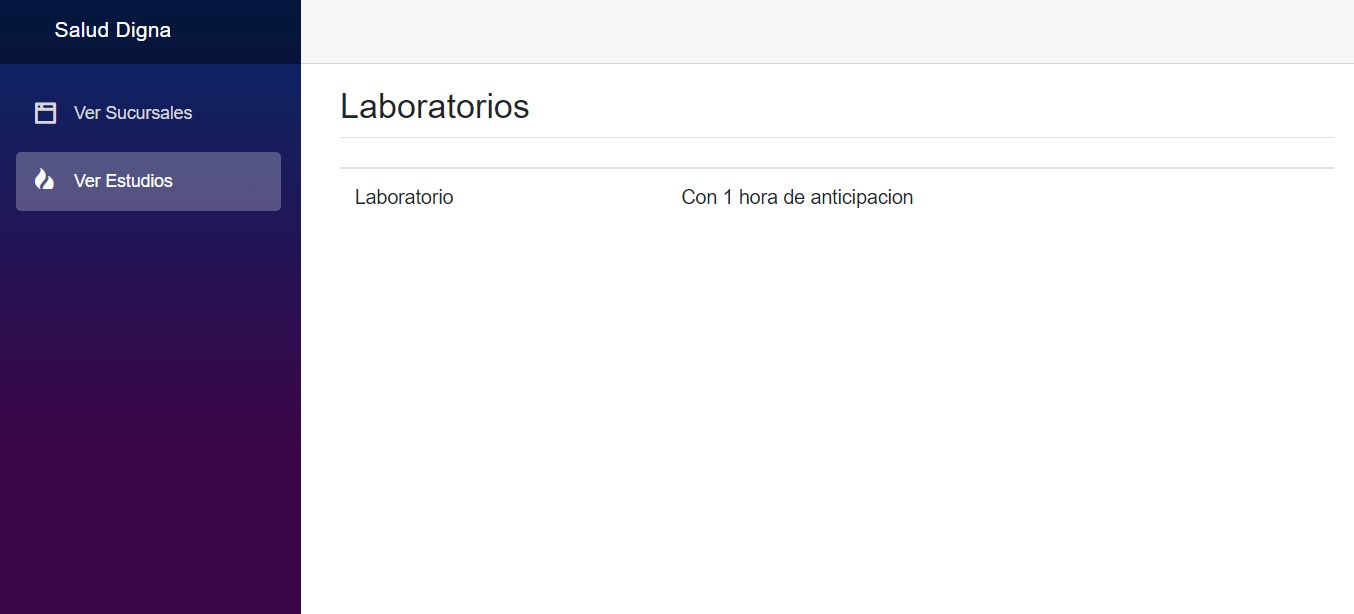 Salud Digna
Ver Sucursales
Ver Estudios
Laboratorios
Laboratorio Con 1 hora de anticipacion